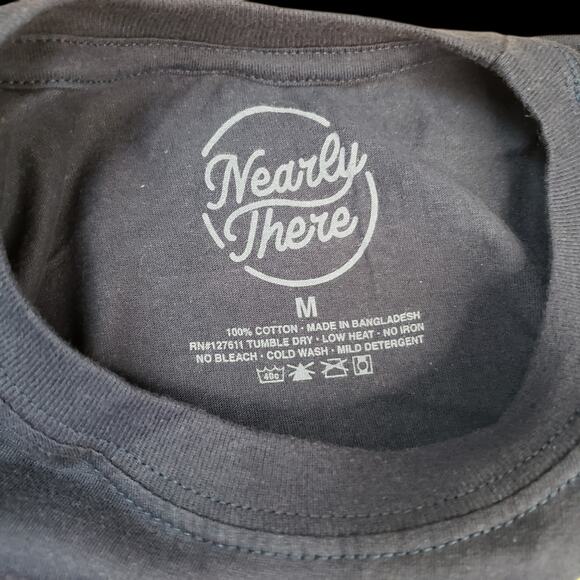 Nearly
There
M
100% COTTON · MADE IN BANGLADESH
RN#127611 TUMBLE DRY · LOW HEAT · NO IRON
NO BLEACH · COLD WASH · MILD DETERGENT
40c